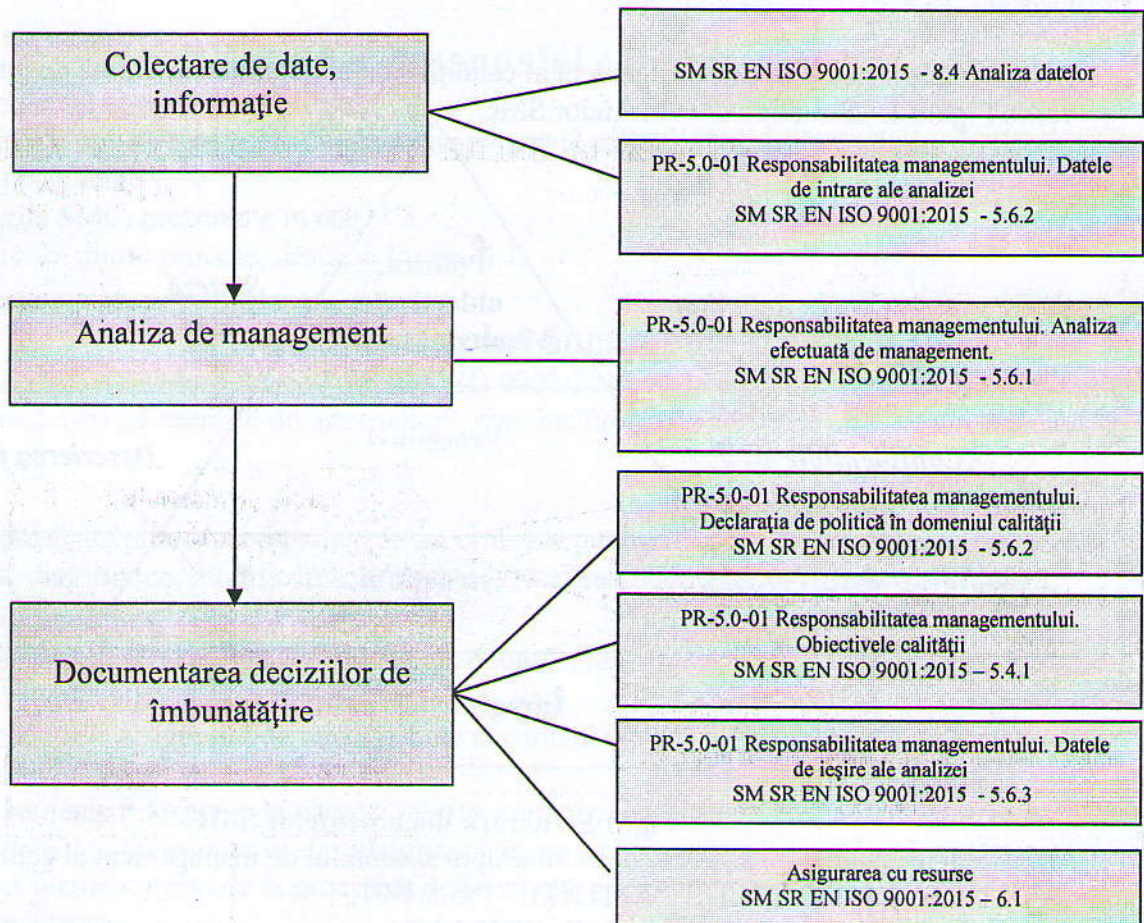 Colectare de date,
informație
SM SR EN ISO 9001:2015 - 8.4 Analiza datelor
PR-5.0-01 Responsabilitatea managementului. Datele
de intrare ale analizei
SM SR EN ISO 9001:2015 - 5.6.2
Analiza de management
PR-5.0-01 Responsabilitatea managementului. Analiza
efectuată de management.
SM SR EN ISO 9001:2015 - 5.6.1
PR-5.0-01 Responsabilitatea managementului.
Declarația de politică în domeniul calității
SM SR EN ISO 9001:2015 - 5.6.2
Documentarea deciziilor de
îmbunătățire
PR-5.0-01 Responsabilitatea managementului.
Obiectivele calității
SM SR EN ISO 9001:2015 – 5.4.1
PR-5.0-01 Responsabilitatea managementului. Datele
de ieșire ale analizei
SM SR EN ISO 9001:2015 - 5.6.3
Asigurarea cu resurse
SM SR EN ISO 9001:2015 – 6.1